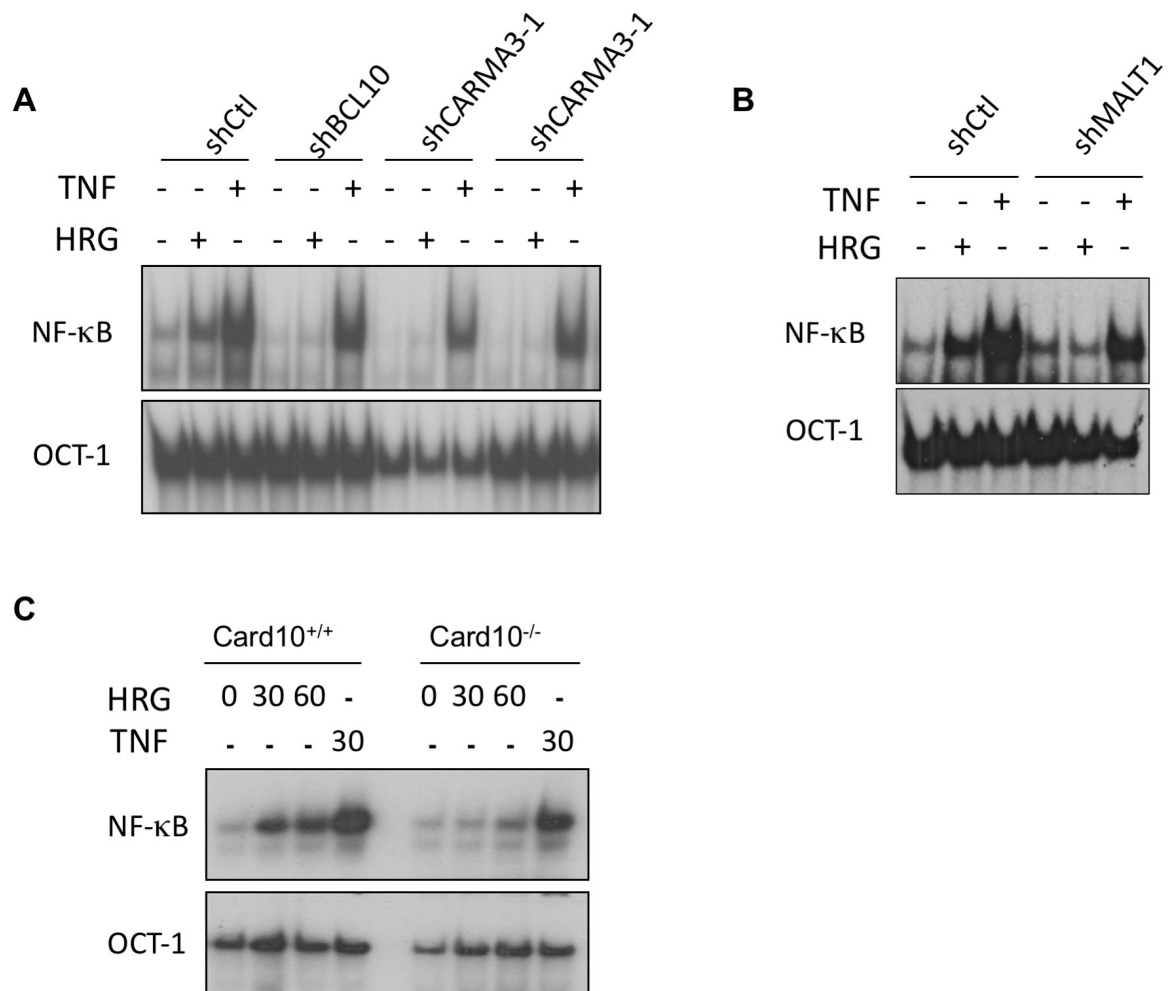 A
shCtl shBCL10 shCARMA3-1 shCARMA3-1
TNF - - + - - + - - + - - +
HRG - + - - + - - + - - + -
NF-κB
OCT-1
B
shCtl shMALT1
TNF - - + - - +
HRG - + - - + -
NF-κB
OCT-1
C
Card10+/+ Card10-/-
HRG 0 30 60 - 0 30 60 -
TNF - - - 30 - - - 30
NF-κB
OCT-1